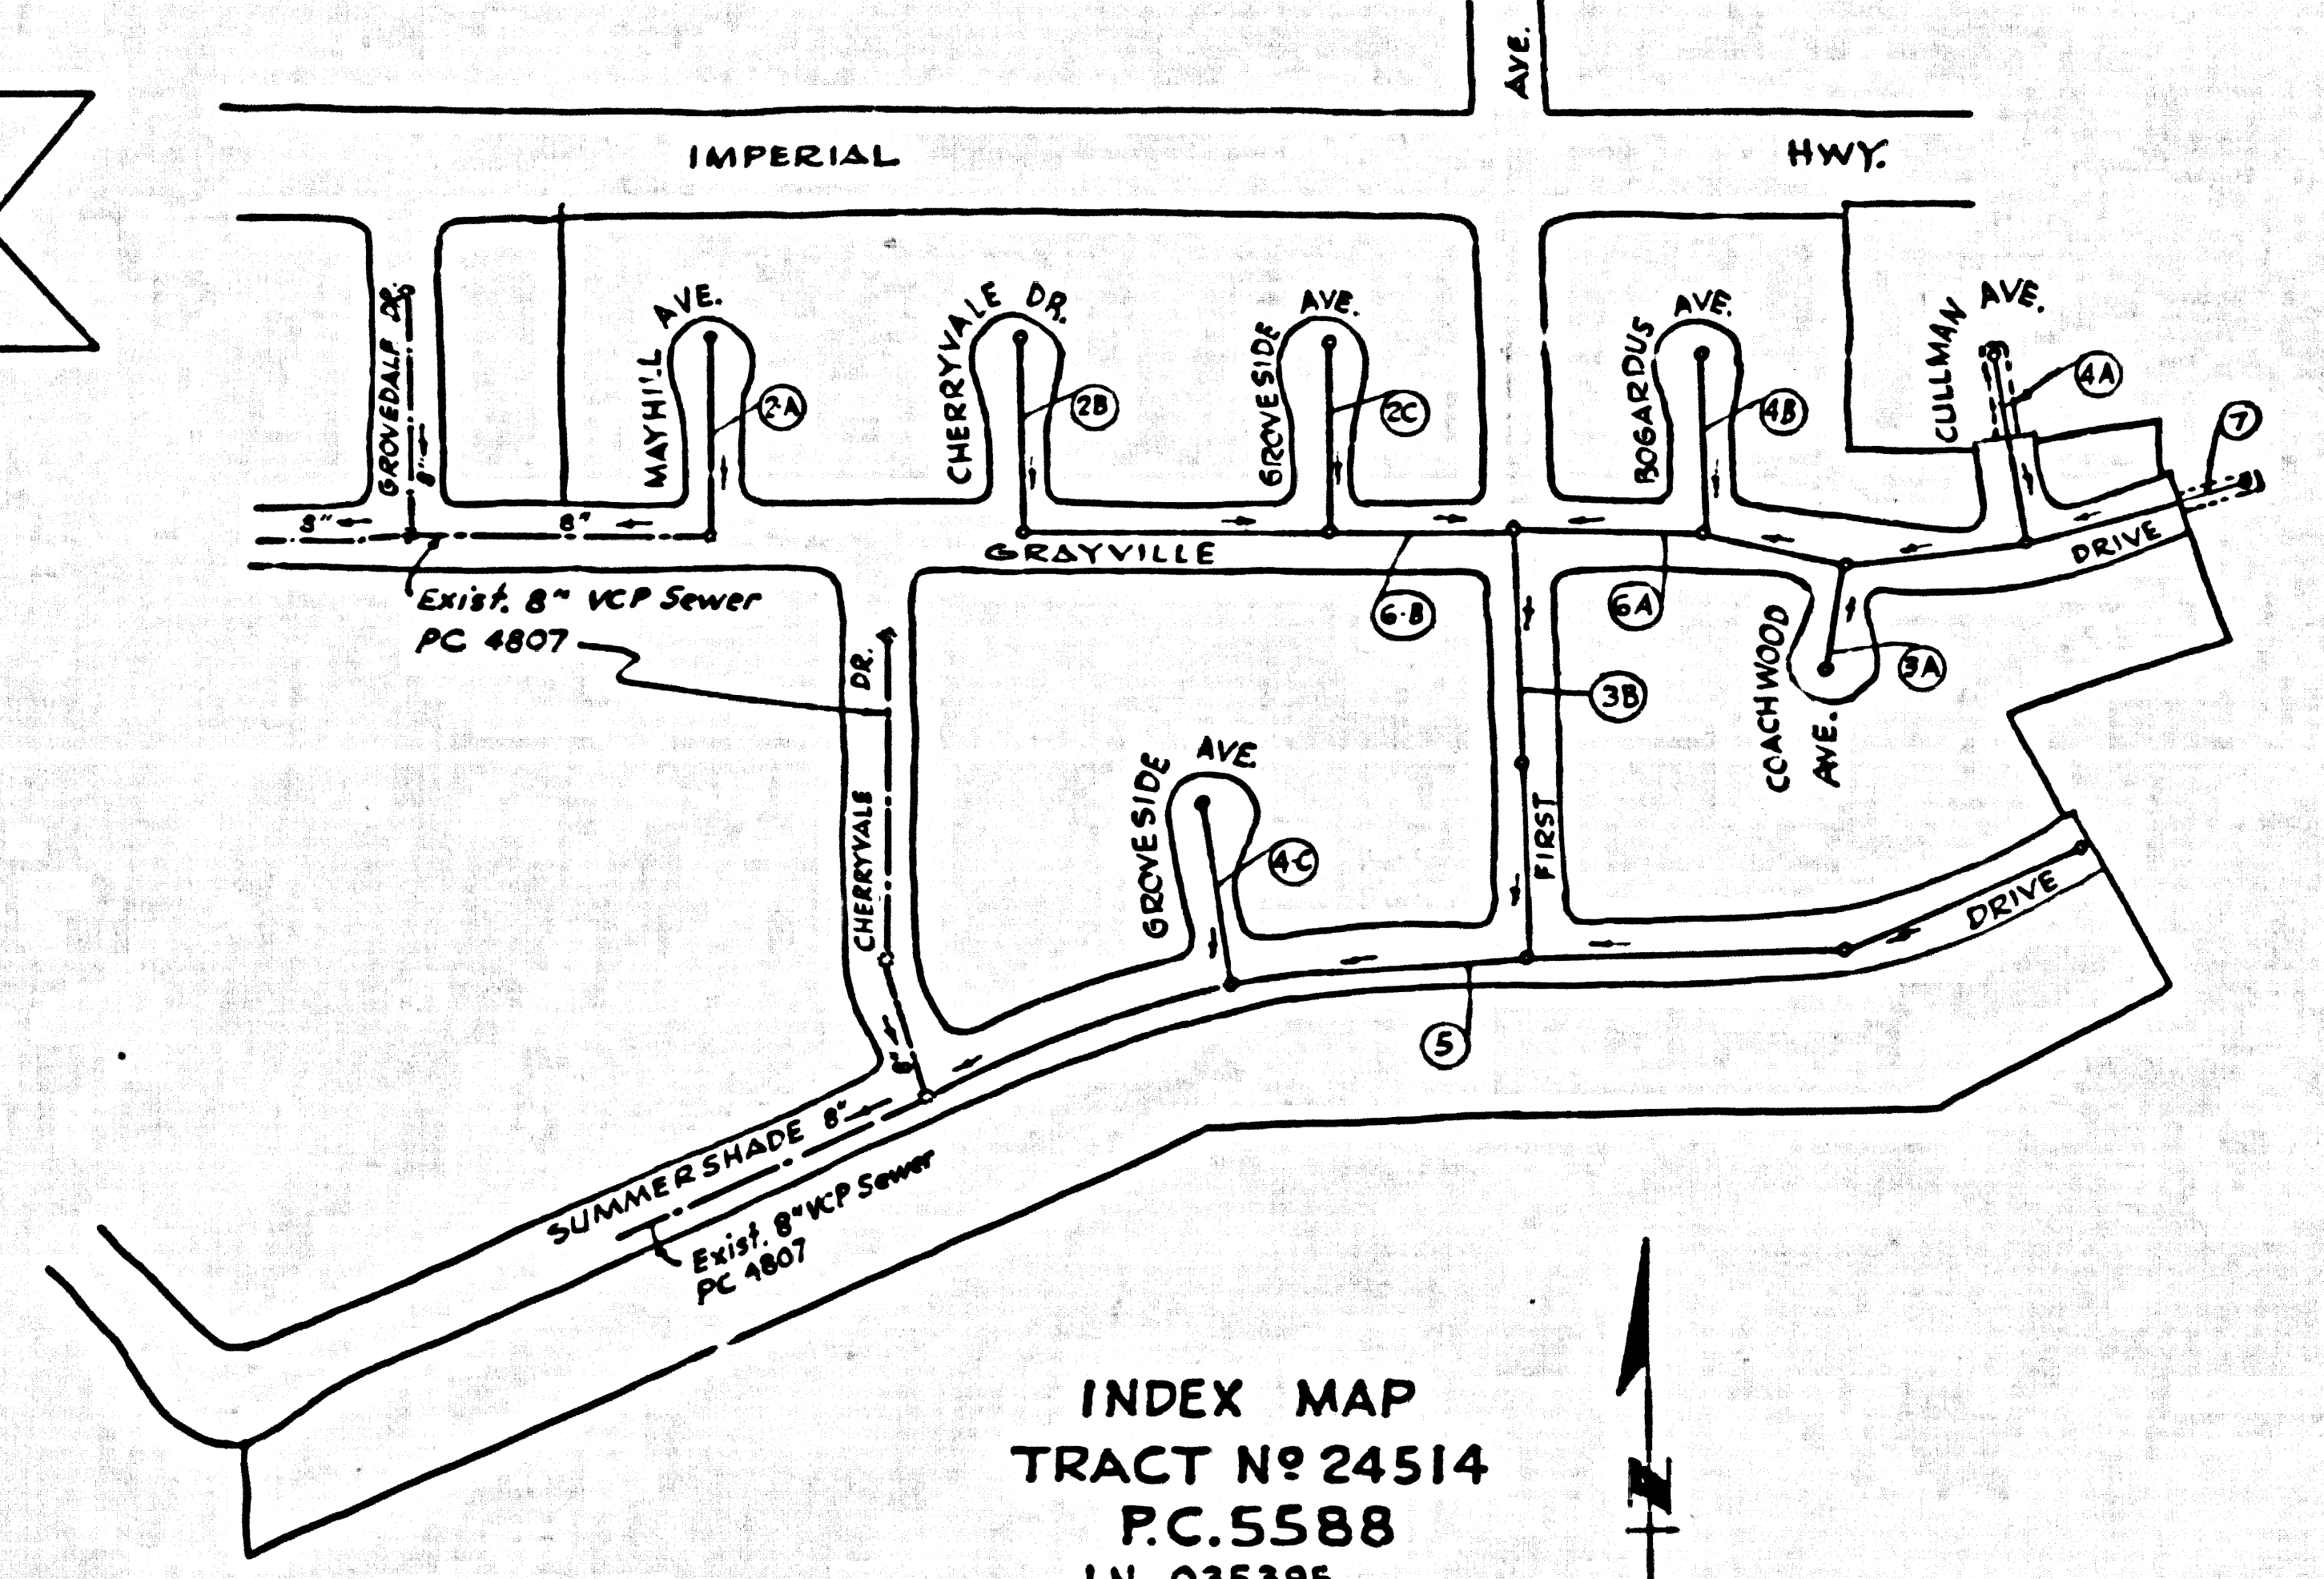 AVE.
IMPERIAL HWY.
GROVEDALE DR.
8"
MAYHILL AVE.
2-A
CHERRYVALE DR.
2B
GROVESIDE AVE.
2C
BOGARDUS AVE.
4B
CULLMAN AVE.
4A
7
8"
8"
GRAYVILLE DRIVE
Exist. 8" VCP Sewer
PC 4807
6-B
6A
COACHWOOD AVE.
3A
3B
FIRST
CHERRYVALE DR.
8"
GROVESIDE AVE
4-C
5
SUMMERSHADE 8" DRIVE
Exist. 8" VCP Sewer
PC 4807
INDEX MAP
TRACT Nº 24514
P.C. 5588
N